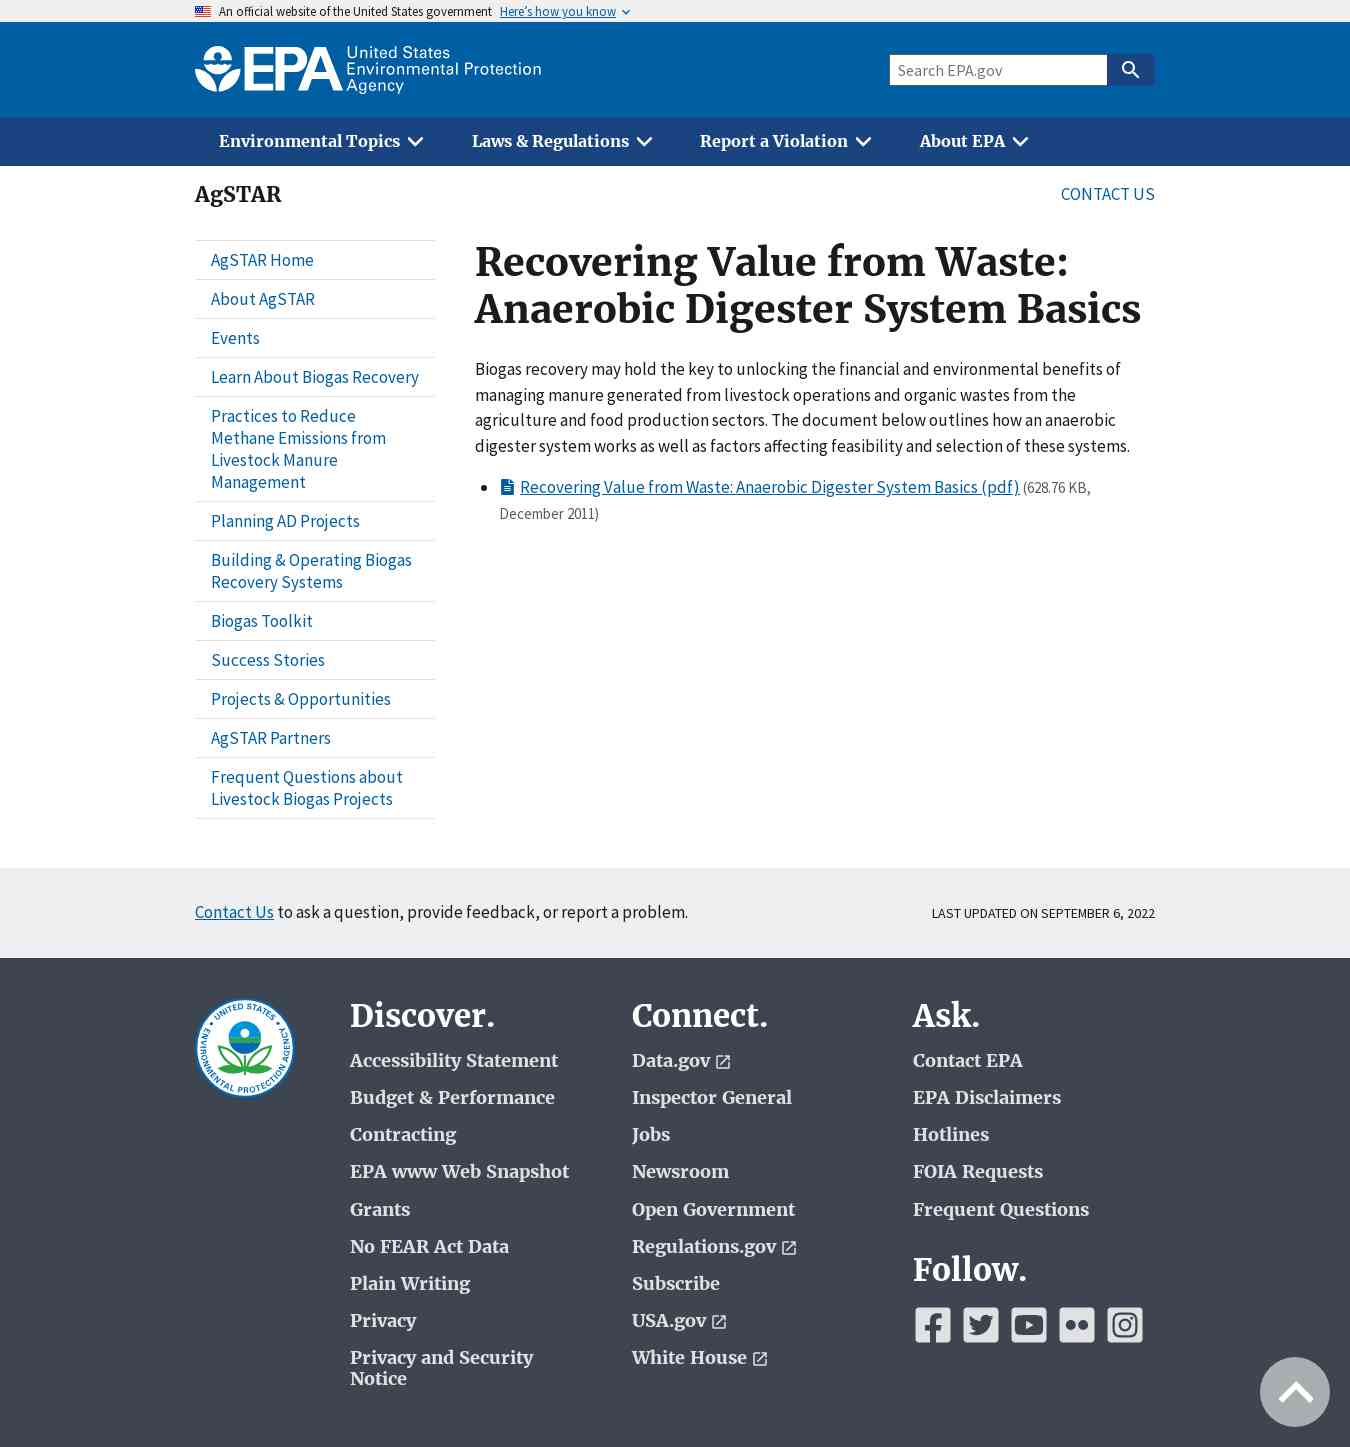 An official website of the United States government Here’s how you know
EPA United States
Environmental Protection
Agency
Search EPA.gov
Environmental Topics Laws & Regulations Report a Violation About EPA
AgSTAR
CONTACT US
AgSTAR Home
About AgSTAR
Events
Learn About Biogas Recovery
Practices to Reduce
Methane Emissions from
Livestock Manure
Management
Planning AD Projects
Building & Operating Biogas
Recovery Systems
Biogas Toolkit
Success Stories
Projects & Opportunities
AgSTAR Partners
Frequent Questions about
Livestock Biogas Projects
Recovering Value from Waste:
Anaerobic Digester System Basics
Biogas recovery may hold the key to unlocking the financial and environmental benefits of
managing manure generated from livestock operations and organic wastes from the
agriculture and food production sectors. The document below outlines how an anaerobic
digester system works as well as factors affecting feasibility and selection of these systems.
Recovering Value from Waste: Anaerobic Digester System Basics (pdf) (628.76 KB,
December 2011)
Contact Us to ask a question, provide feedback, or report a problem.
LAST UPDATED ON SEPTEMBER 6, 2022
UNITED STATES
ENVIRONMENTAL PROTECTION AGENCY
Discover.
Accessibility Statement
Budget & Performance
Contracting
EPA www Web Snapshot
Grants
No FEAR Act Data
Plain Writing
Privacy
Privacy and Security
Notice
Connect.
Data.gov
Inspector General
Jobs
Newsroom
Open Government
Regulations.gov
Subscribe
USA.gov
White House
Ask.
Contact EPA
EPA Disclaimers
Hotlines
FOIA Requests
Frequent Questions
Follow.